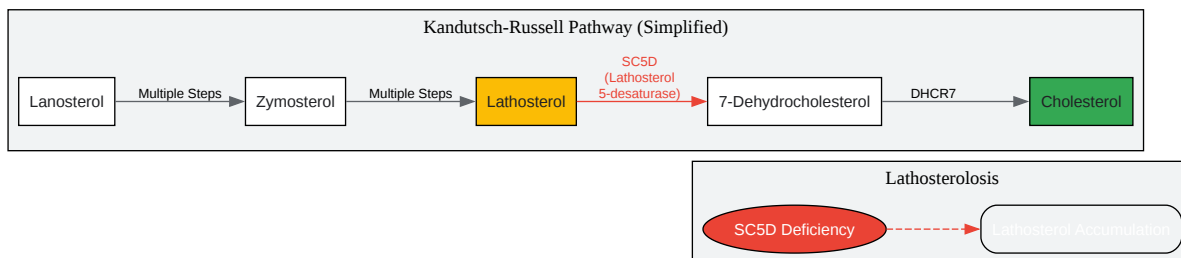 Kandutsch-Russell Pathway (Simplified)
SC5D
(Lathosterol
5-desaturase)
Lanosterol
Multiple Steps
Zymosterol
Multiple Steps
Lathosterol
7-Dehydrocholesterol
DHCR7
Cholesterol
Lathosterolosis
SC5D Deficiency
Lathosterol Accumulation